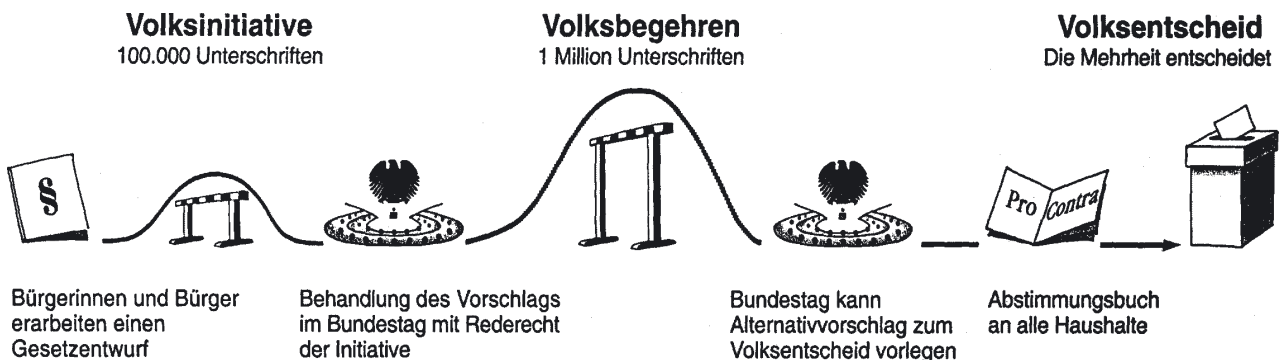 Volksinitiative
100.000 Unterschriften
Volksbegehren
1 Million Unterschriften
Volksentscheid
Die Mehrheit entscheidet
§
Pro Contra
Bürgerinnen und Bürger
erarbeiten einen
Gesetzentwurf
Behandlung des Vorschlags
im Bundestag mit Rederecht
der Initiative
Bundestag kann
Alternativvorschlag zum
Volksentscheid vorlegen
Abstimmungsbuch
an alle Haushalte